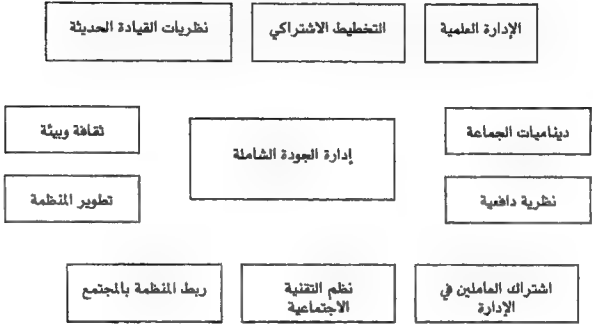 الإدارة العلمية
التخطيط الاشتراكي
نظريات القيادة الحديثة
ديناميات الجماعة
إدارة الجودة الشاملة
ثقافة وبيئة
نظرية دافعية
تطوير المنظمة
اشتراك العاملين في
الإدارة
نظم التقنية
الاجتماعية
ربط المنظمة بالمجتمع